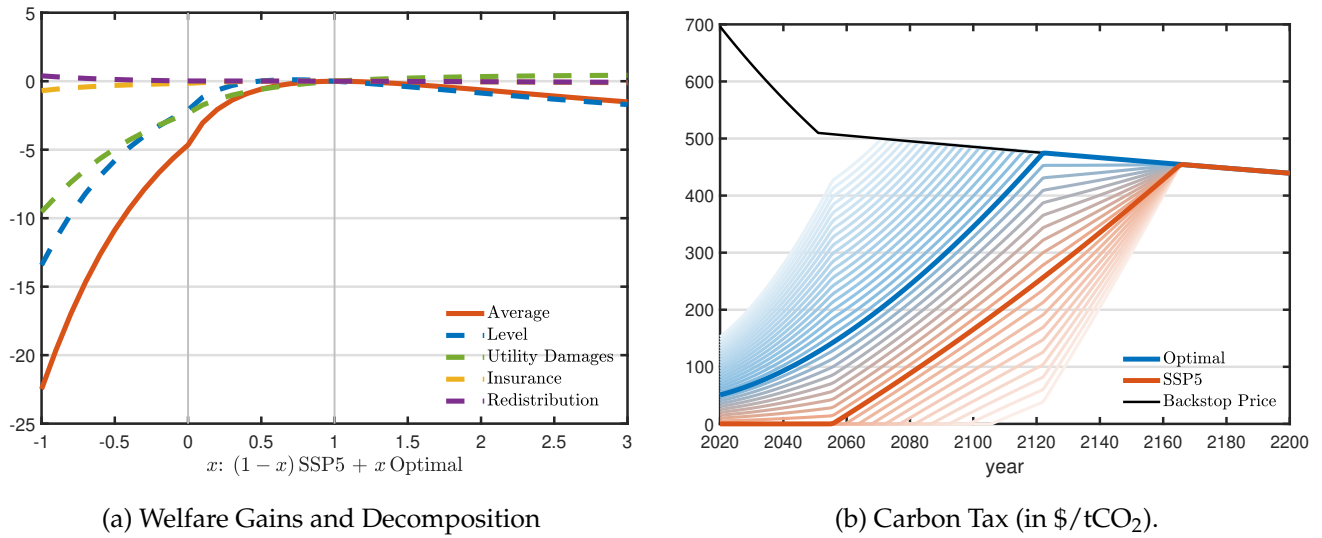 5
0
-5
-10
-15
-20
-25
-1 -0.5 0 0.5 1 1.5 2 2.5 3
x: (1 − x) SSP5 + x Optimal
Average
Level
Utility Damages
Insurance
Redistribution
(a) Welfare Gains and Decomposition
700
600
500
400
300
200
100
0
2020 2040 2060 2080 2100 2120 2140 2160 2180 2200
year
Optimal
SSP5
Backstop Price
(b) Carbon Tax (in $/tCO₂).